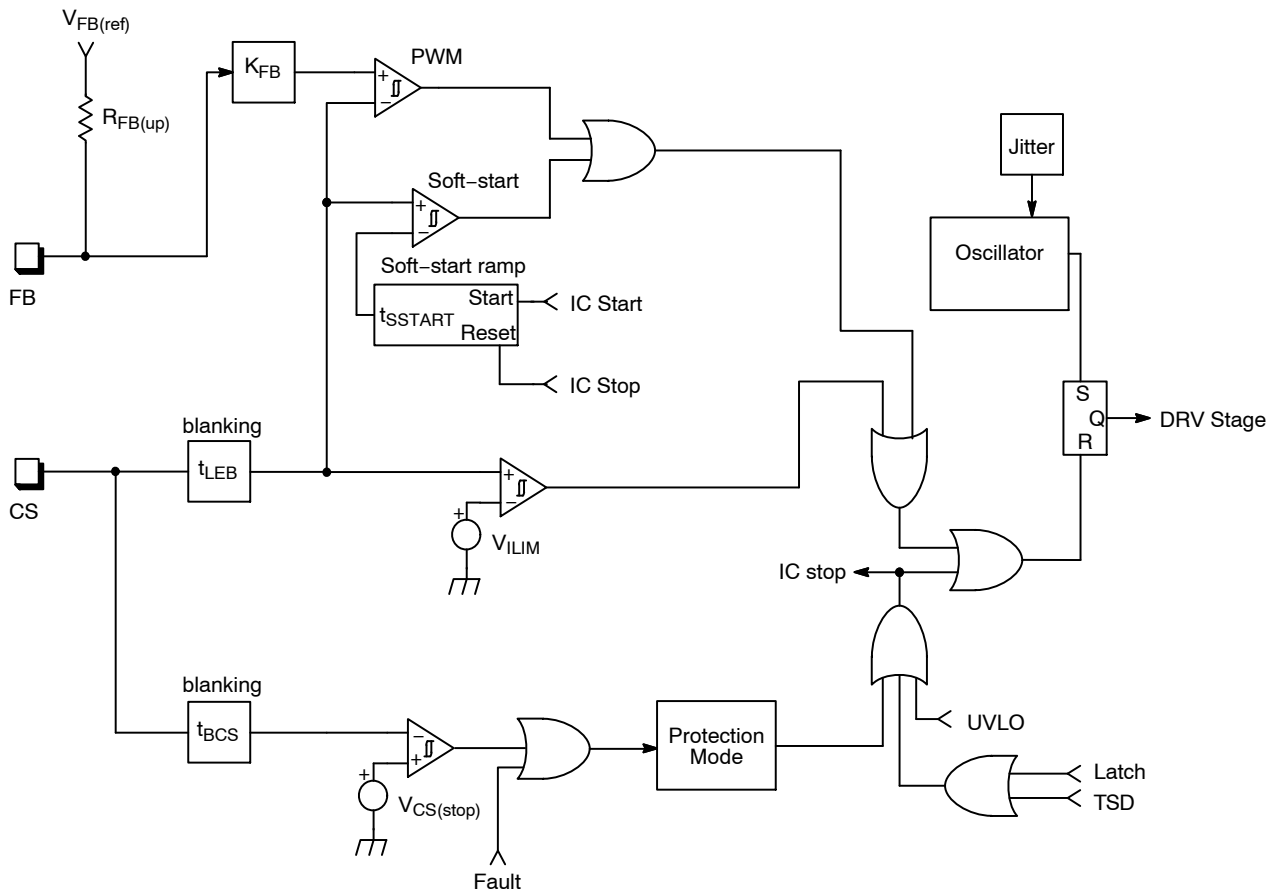 VFB(ref)
RFB(up)
FB
KFB
+
−
PWM
Soft−start
+
−
Soft−start ramp
Start
tSSTART
Reset
IC Start
IC Stop
Jitter
Oscillator
S
Q
R
DRV Stage
blanking
tLEB
CS
+
−
+
VILIM
IC stop
blanking
tBCS
−
+
+
VCS(stop)
Fault
Protection
Mode
UVLO
Latch
TSD